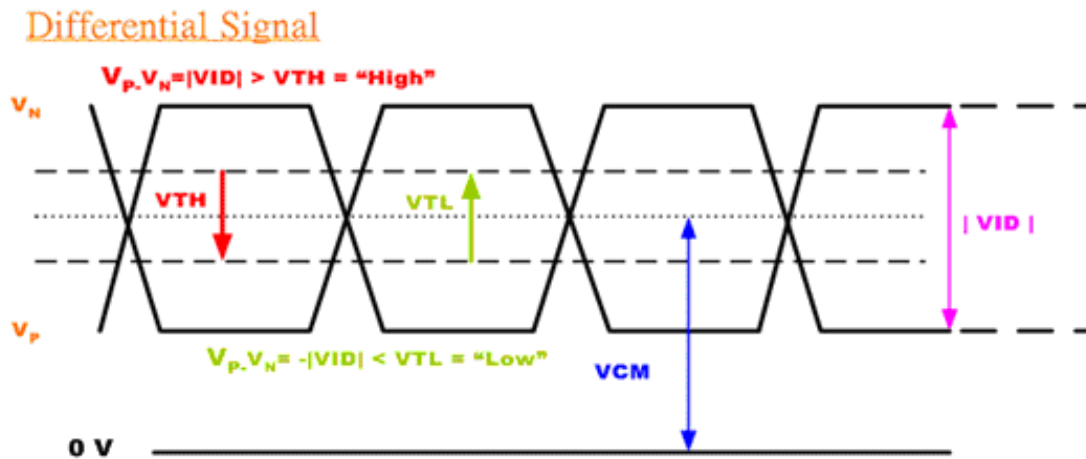 Differential Signal
VP-VN=|VID| > VTH = “High”
VN
VTH
VTL
| VID |
VP
VP-VN= -|VID| < VTL = “Low”
VCM
0 V